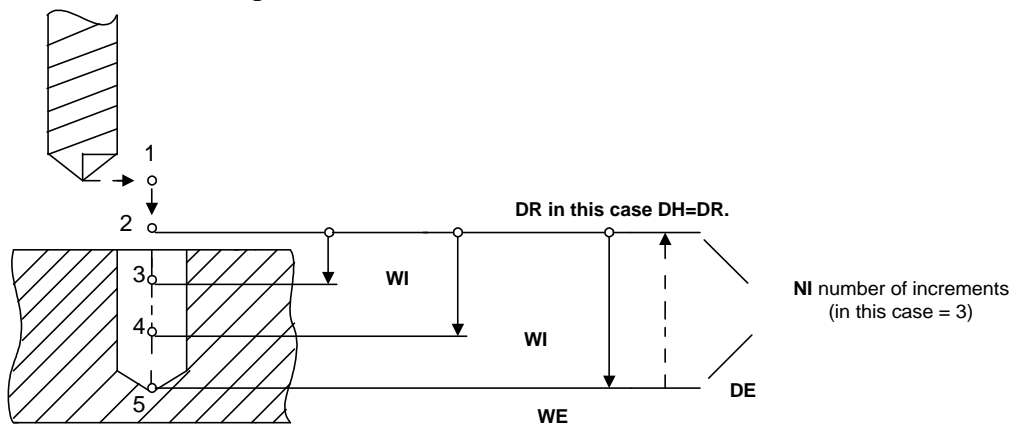 1
DR in this case DH=DR.
2
3
WI
NI number of increments
(in this case = 3)
4
WI
DE
5
WE